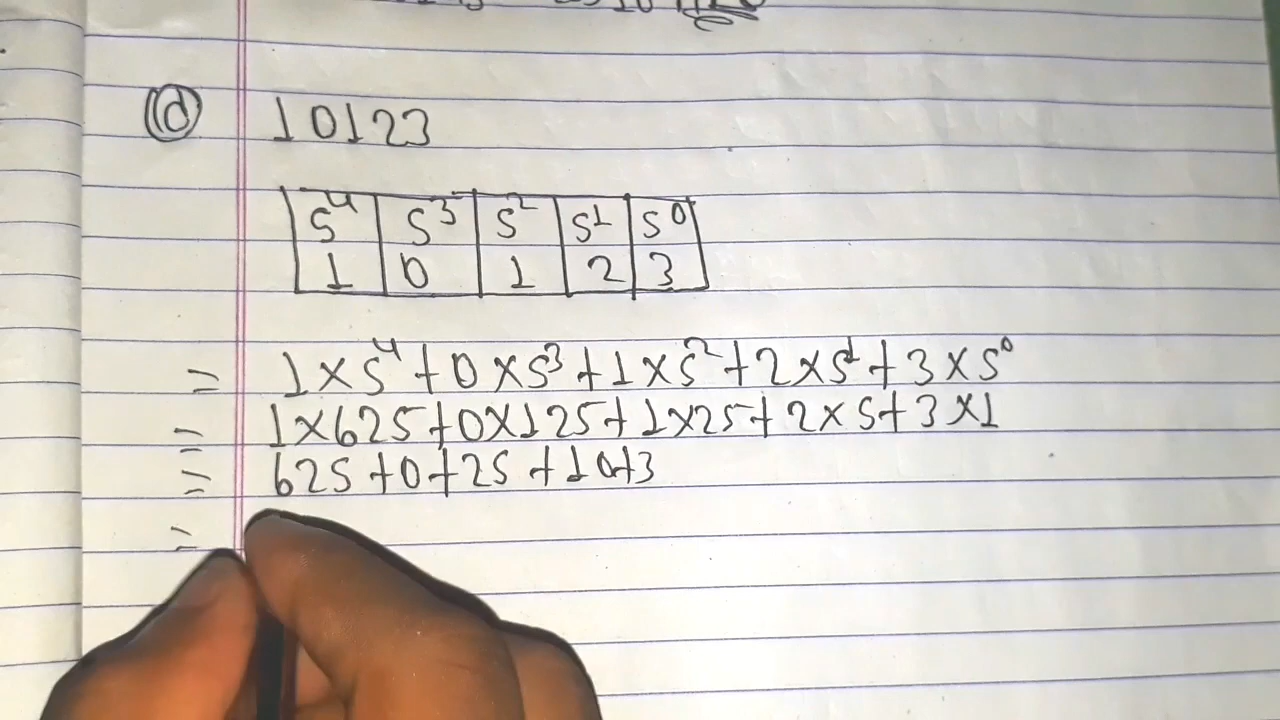 (d) 10123
5⁴ 5³ 5² 5¹ 5⁰
1 0 1 2 3
= 1×5⁴+0×5³+1×5²+2×5¹+3×5⁰
= 1×625+0×125+1×25+2×5+3×1
= 625+0+25+10+3
=